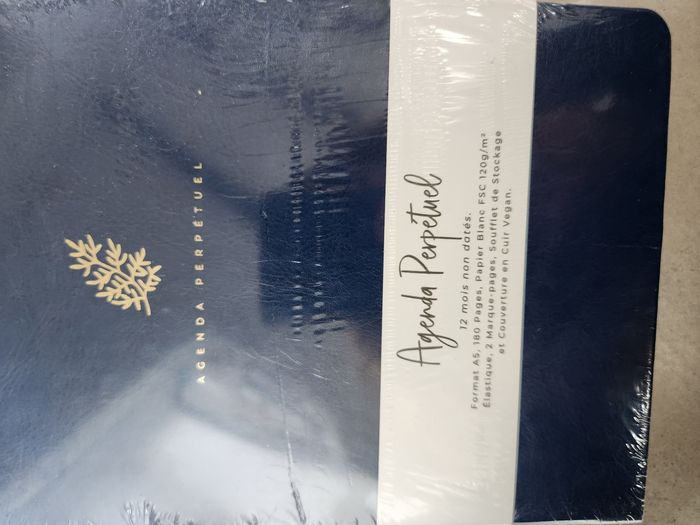 AGENDA PERPÉTUEL
Agenda Perpétuel
12 mois non datés.
Format A5, 180 Pages, Papier Blanc FSC 120g/m²
Élastique, 2 Marque-pages, Soufflet de Stockage
et Couverture en Cuir Vegan.